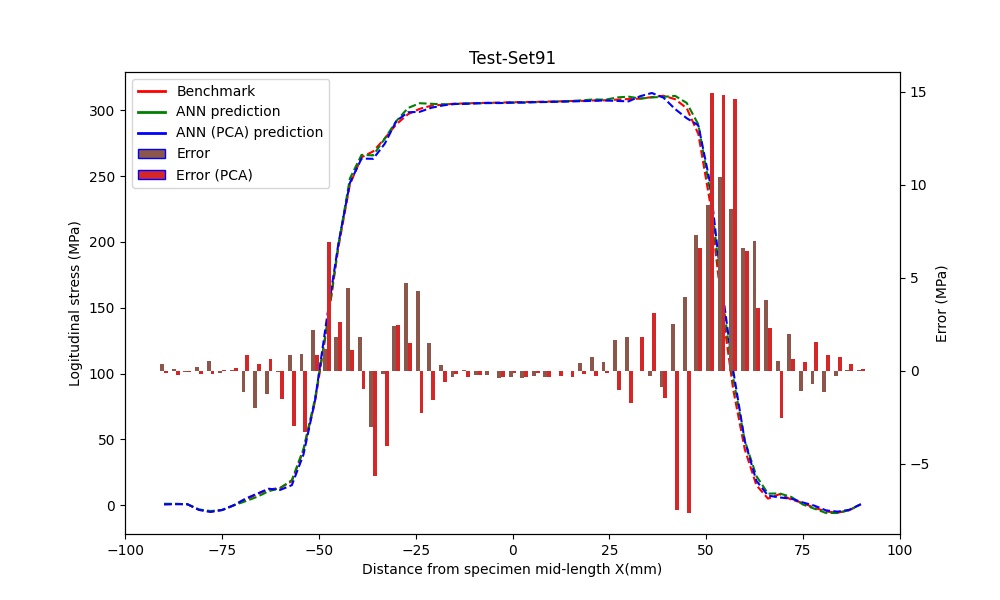 Test-Set91
Benchmark
ANN prediction
ANN (PCA) prediction
Error
Error (PCA)
Logitudinal stress (MPa)
300
250
200
150
100
50
0
15
10
5
0
−5
Error (MPa)
−100 −75 −50 −25 0 25 50 75 100
Distance from specimen mid-length X(mm)